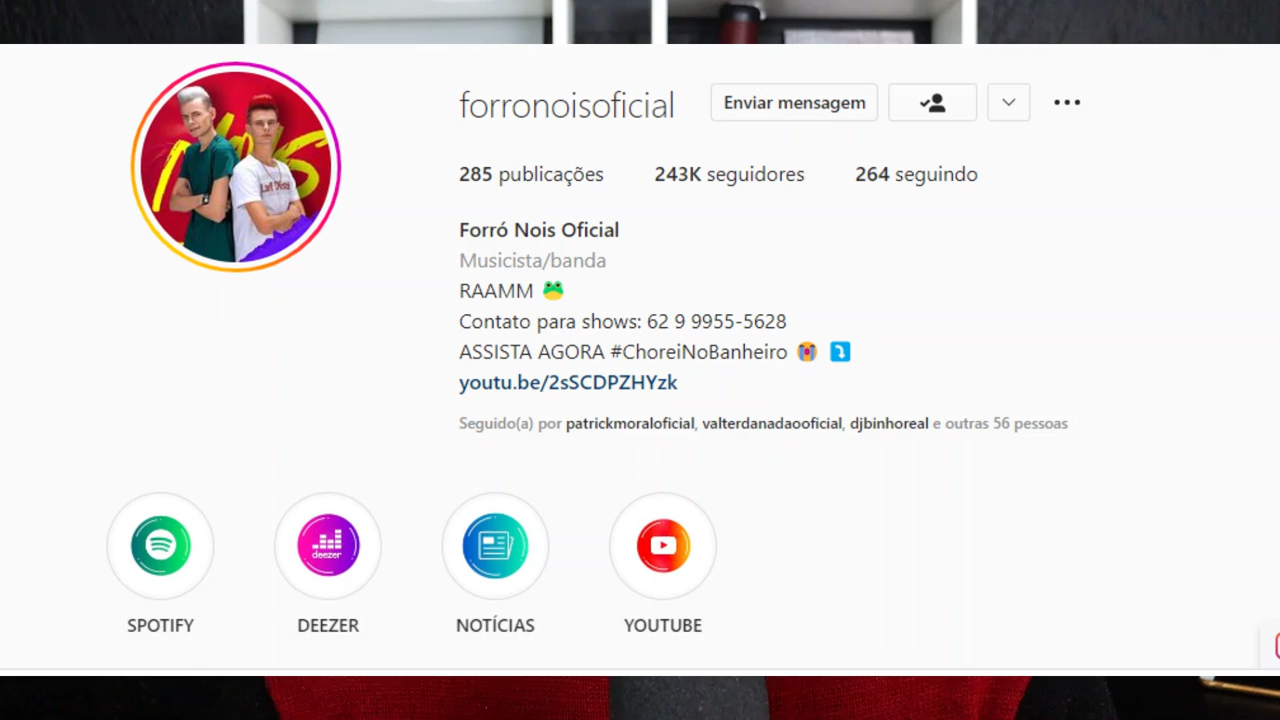 forronoisoficial
Enviar mensagem
285 publicações 243K seguidores 264 seguindo
Forró Nois Oficial
Musicista/banda
RAAMM 🐸
Contato para shows: 62 9 9955-5628
ASSISTA AGORA #ChoreiNoBanheiro 😭 ⤵️
youtu.be/2sSCDPZHYzk
Seguido(a) por patrickmoraloficial, valterdanadaooficial, djbinhoreal e outras 56 pessoas
deezer
SPOTIFY DEEZER NOTÍCIAS YOUTUBE